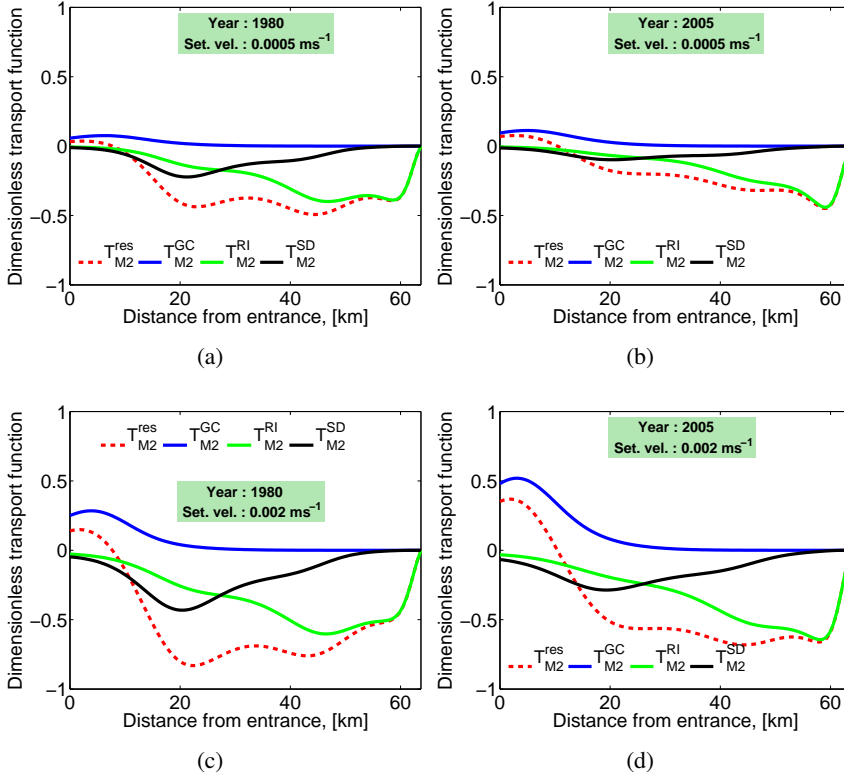 Dimensionless transport function
1
0.5
0
−0.5
−1
Year : 1980
Set. vel. : 0.0005 ms−1
T res M2 T GC M2 T RI M2 T SD M2
0 20 40 60
Distance from entrance, [km]
(a)
Dimensionless transport function
1
0.5
0
−0.5
−1
Year : 2005
Set. vel. : 0.0005 ms−1
T res M2 T GC M2 T RI M2 T SD M2
0 20 40 60
Distance from entrance, [km]
(b)
Dimensionless transport function
1
0.5
0
−0.5
−1
T res M2 T GC M2 T RI M2 T SD M2
Year : 1980
Set. vel. : 0.002 ms−1
0 20 40 60
Distance from entrance, [km]
(c)
Dimensionless transport function
1
0.5
0
−0.5
−1
Year : 2005
Set. vel. : 0.002 ms−1
T res M2 T GC M2 T RI M2 T SD M2
0 20 40 60
Distance from entrance, [km]
(d)